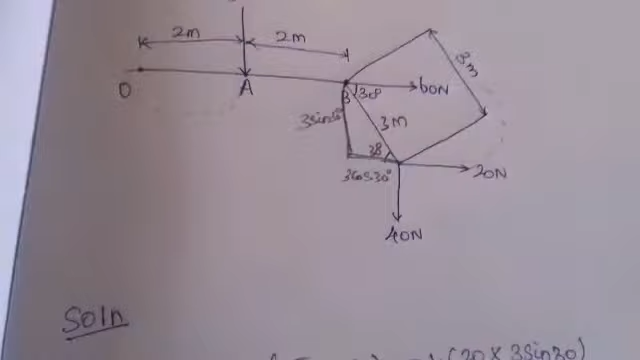 2m
2m
3m
O
A
B
30°
60N
3sin30°
3M
30
3cos30°
20N
40N
Soln
(20 x 3Sin30)